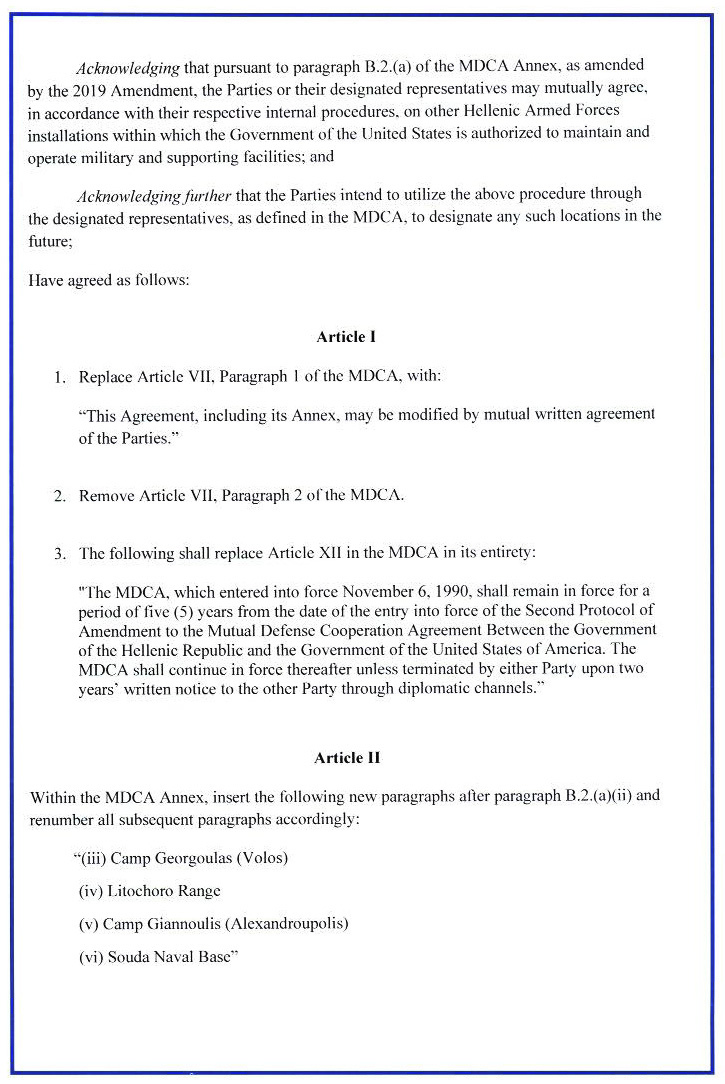 Acknowledging that pursuant to paragraph B.2.(a) of the MDCA Annex, as amended
by the 2019 Amendment, the Parties or their designated representatives may mutually agree,
in accordance with their respective internal procedures, on other Hellenic Armed Forces
installations within which the Government of the United States is authorized to maintain and
operate military and supporting facilities; and
Acknowledging further that the Parties intend to utilize the above procedure through
the designated representatives, as defined in the MDCA, to designate any such locations in the
future;
Have agreed as follows:
Article I
1. Replace Article VII, Paragraph 1 of the MDCA, with:
“This Agreement, including its Annex, may be modified by mutual written agreement
of the Parties.”
2. Remove Article VII, Paragraph 2 of the MDCA.
3. The following shall replace Article XII in the MDCA in its entirety:
"The MDCA, which entered into force November 6, 1990, shall remain in force for a
period of five (5) years from the date of the entry into force of the Second Protocol of
Amendment to the Mutual Defense Cooperation Agreement Between the Government
of the Hellenic Republic and the Government of the United States of America. The
MDCA shall continue in force thereafter unless terminated by either Party upon two
years’ written notice to the other Party through diplomatic channels.”
Article II
Within the MDCA Annex, insert the following new paragraphs after paragraph B.2.(a)(ii) and
renumber all subsequent paragraphs accordingly:
“(iii) Camp Georgoulas (Volos)
(iv) Litochoro Range
(v) Camp Giannoulis (Alexandroupolis)
(vi) Souda Naval Base”